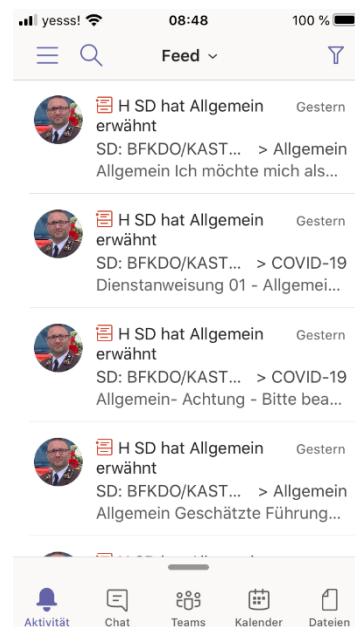 yesss! 08:48 100 %
Feed
H SD hat Allgemein Gestern
erwähnt
SD: BFKDO/KAST... > Allgemein
Allgemein Ich möchte mich als...
H SD hat Allgemein Gestern
erwähnt
SD: BFKDO/KAST... > COVID-19
Dienstanweisung 01 - Allgemei...
H SD hat Allgemein Gestern
erwähnt
SD: BFKDO/KAST... > COVID-19
Allgemein- Achtung - Bitte bea...
H SD hat Allgemein Gestern
erwähnt
SD: BFKDO/KAST... > Allgemein
Allgemein Geschätzte Führung...
Aktivität Chat Teams Kalender Dateien